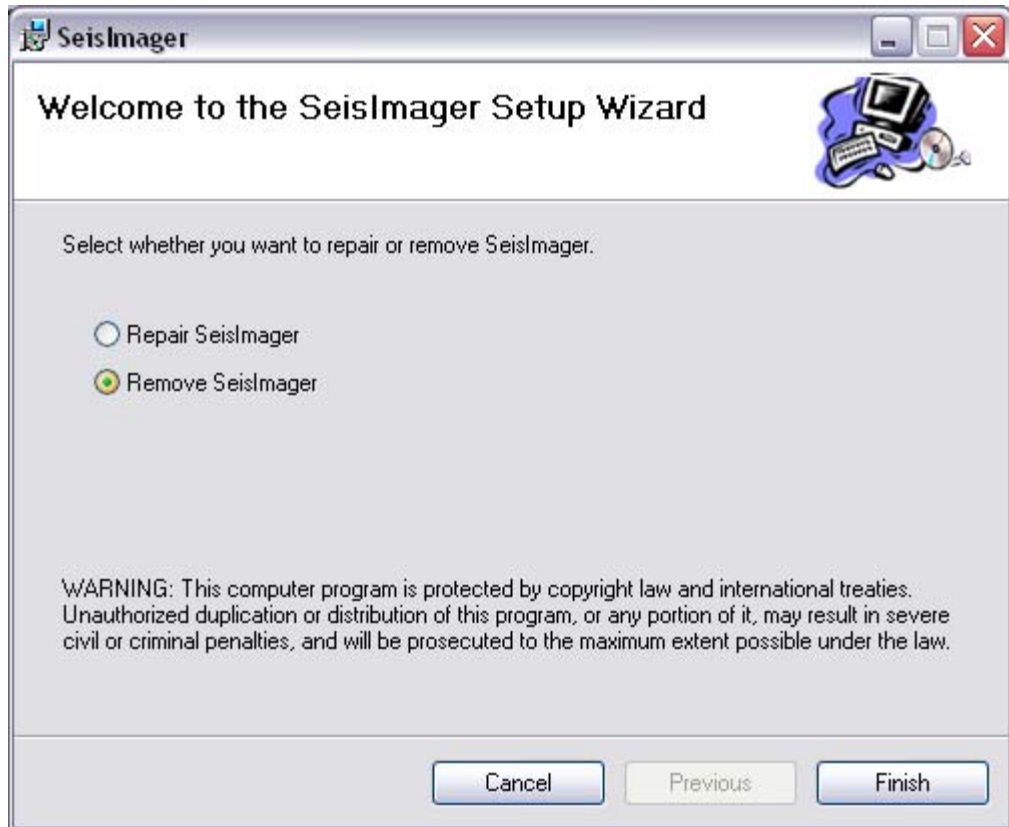 SeisImager
Welcome to the SeisImager Setup Wizard
Select whether you want to repair or remove SeisImager.
Repair SeisImager
Remove SeisImager
WARNING: This computer program is protected by copyright law and international treaties.
Unauthorized duplication or distribution of this program, or any portion of it, may result in severe
civil or criminal penalties, and will be prosecuted to the maximum extent possible under the law.
Cancel
Previous
Finish